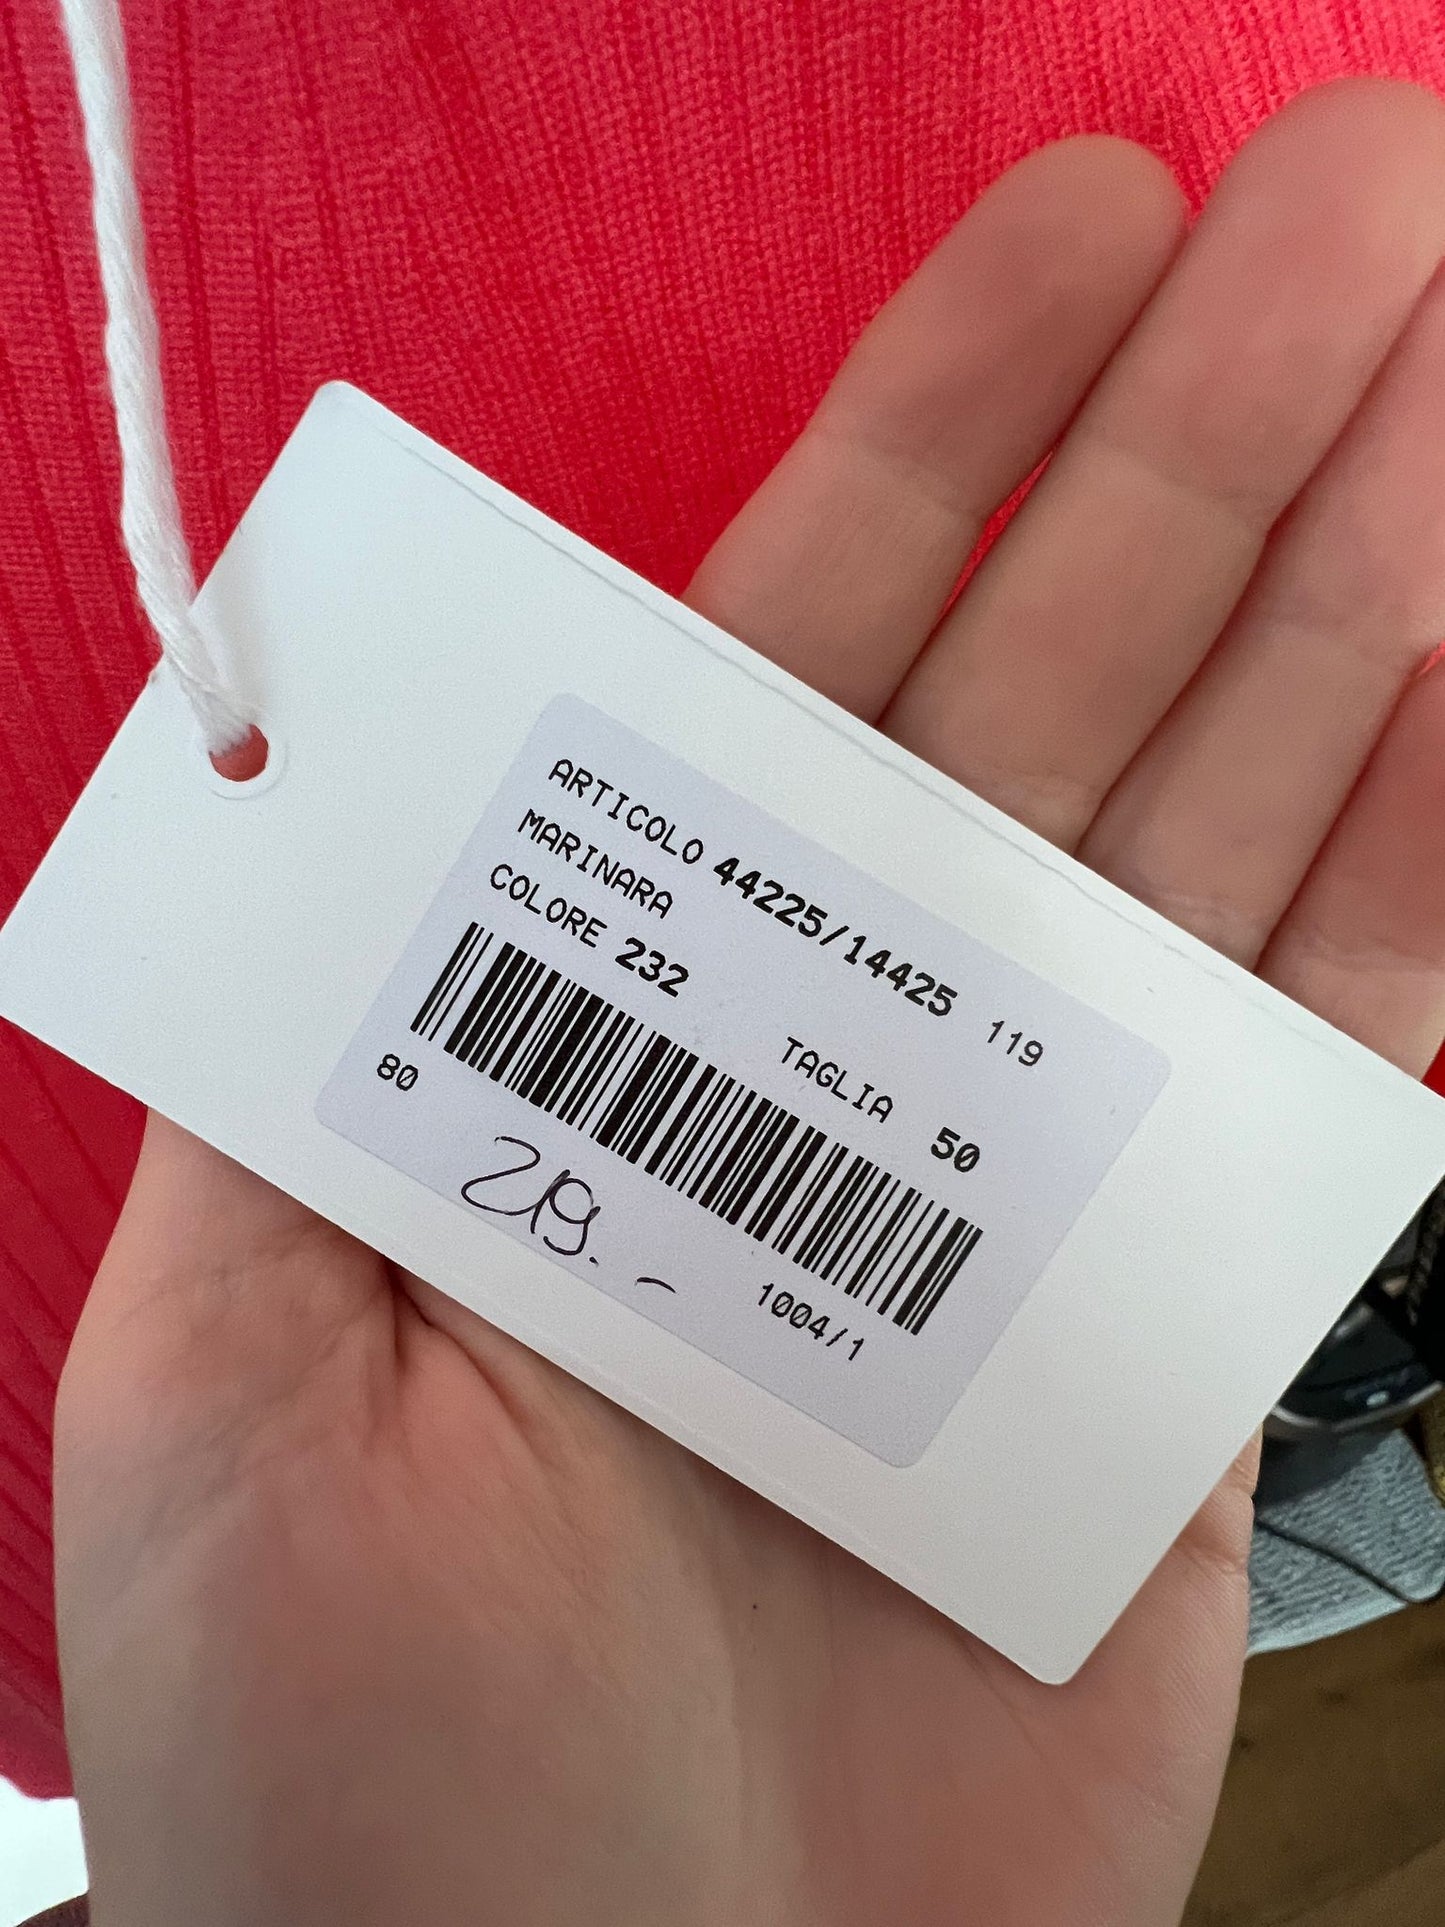 ARTICOLO 44225/14425 119
MARINARA
COLORE 232 TAGLIA 50
80 1004/1
219.-